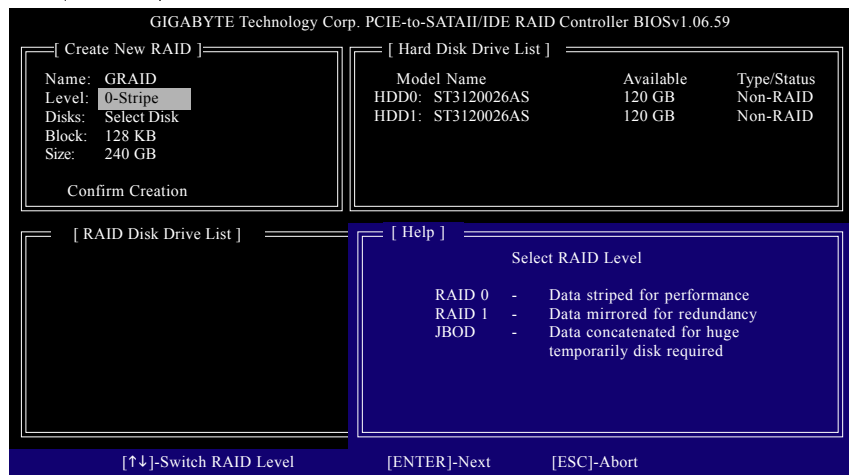 GIGABYTE Technology Corp. PCIE-to-SATAII/IDE RAID Controller BIOSv1.06.59
[ Create New RAID ]
Name: GRAID
Level: 0-Stripe
Disks: Select Disk
Block: 128 KB
Size: 240 GB
Confirm Creation
[ Hard Disk Drive List ]
Model Name Available Type/Status
HDD0: ST3120026AS 120 GB Non-RAID
HDD1: ST3120026AS 120 GB Non-RAID
[ RAID Disk Drive List ]
[ Help ]
Select RAID Level
RAID 0 - Data striped for performance
RAID 1 - Data mirrored for redundancy
JBOD - Data concatenated for huge
temporarily disk required
[↑↓]-Switch RAID Level [ENTER]-Next [ESC]-Abort